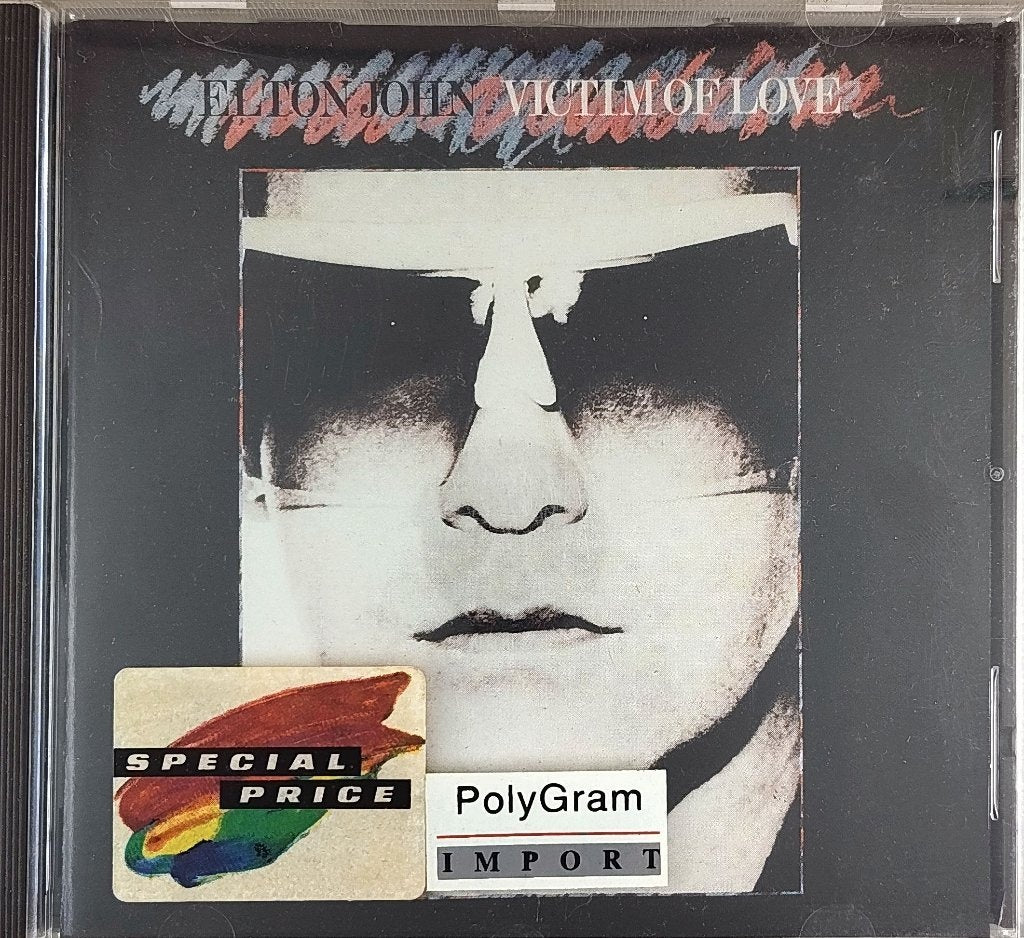 ELTON JOHN VICTIM OF LOVE
SPECIAL
PRICE
PolyGram
IMPORT